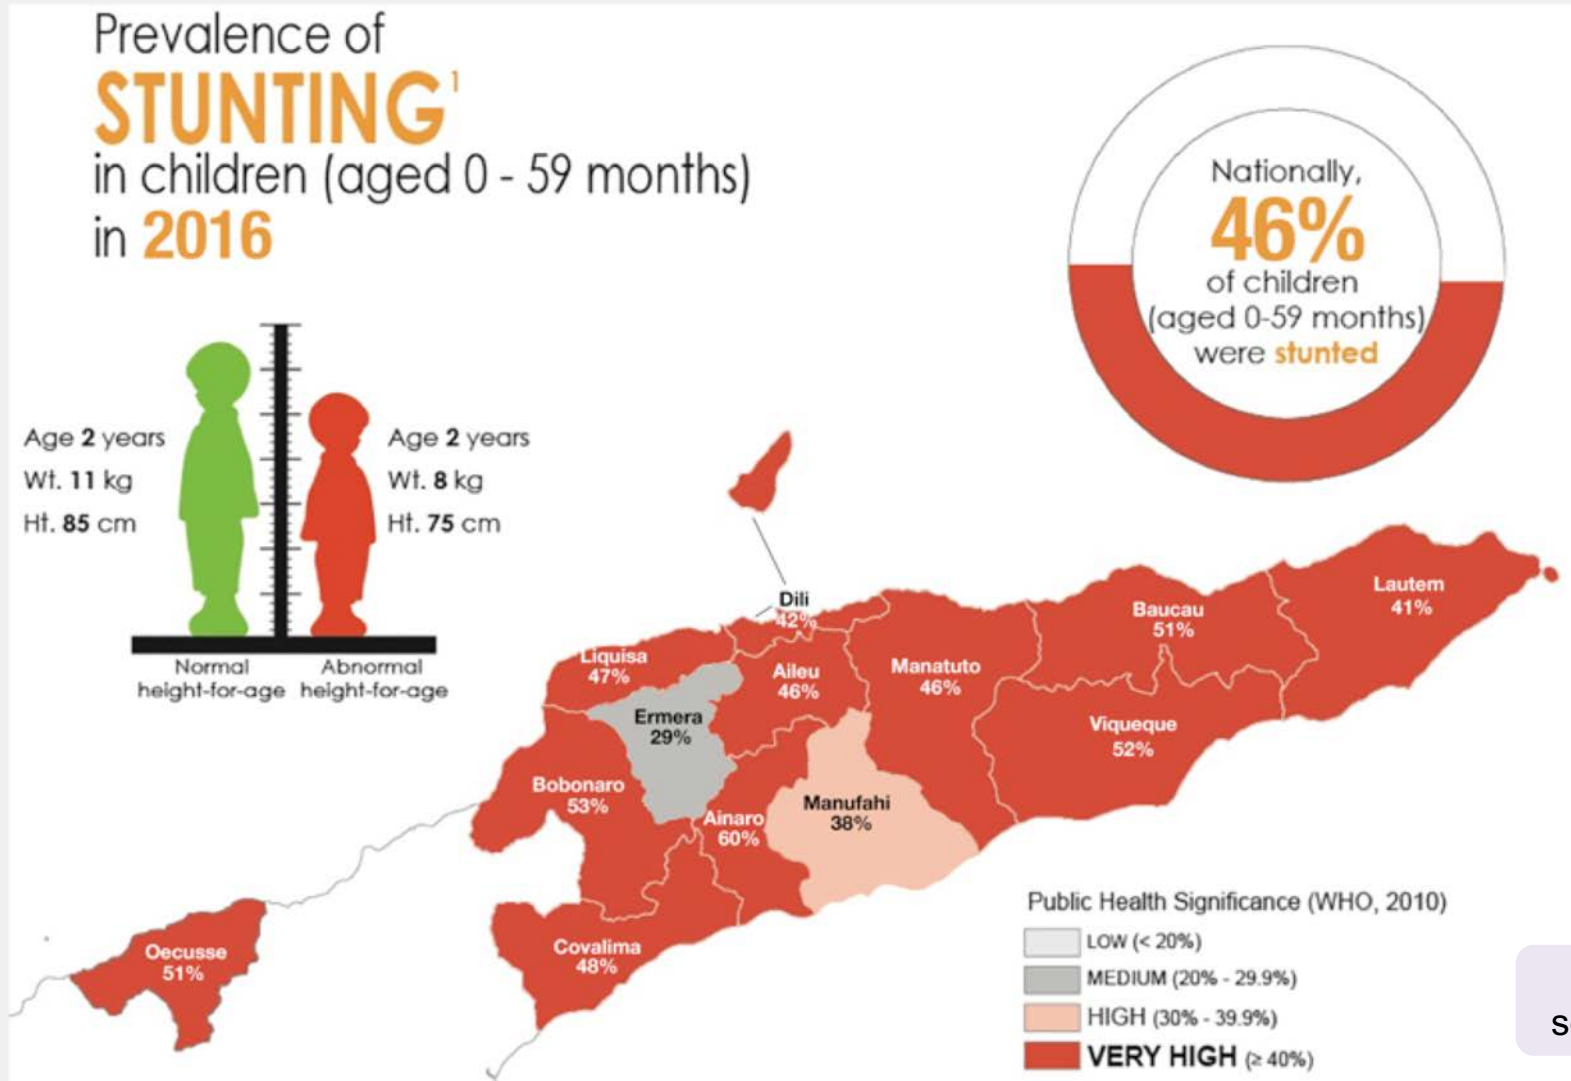 Prevalence of
STUNTING¹
in children (aged 0 - 59 months)
in 2016
Nationally,
46%
of children
(aged 0-59 months)
were stunted
Age 2 years
Wt. 11 kg
Ht. 85 cm
Age 2 years
Wt. 8 kg
Ht. 75 cm
Normal
height-for-age
Abnormal
height-for-age
Dili
42%
Lautem
41%
Baucau
51%
Liquisa
47%
Aileu
46%
Manatuto
46%
Ermera
29%
Viqueque
52%
Bobonaro
53%
Ainaro
60%
Manufahi
38%
Oecusse
51%
Covalima
48%
Public Health Significance (WHO, 2010)
LOW (< 20%)
MEDIUM (20% - 29.9%)
HIGH (30% - 39.9%)
VERY HIGH (≥ 40%)